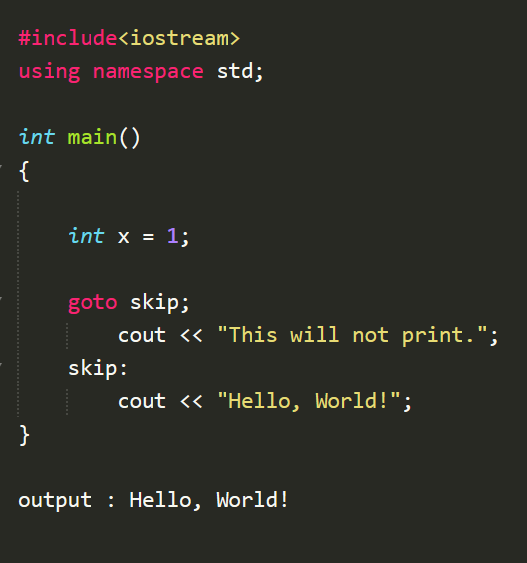 #include<iostream>
using namespace std;
int main()
{
int x = 1;
goto skip;
cout << "This will not print.";
skip:
cout << "Hello, World!";
}
output : Hello, World!